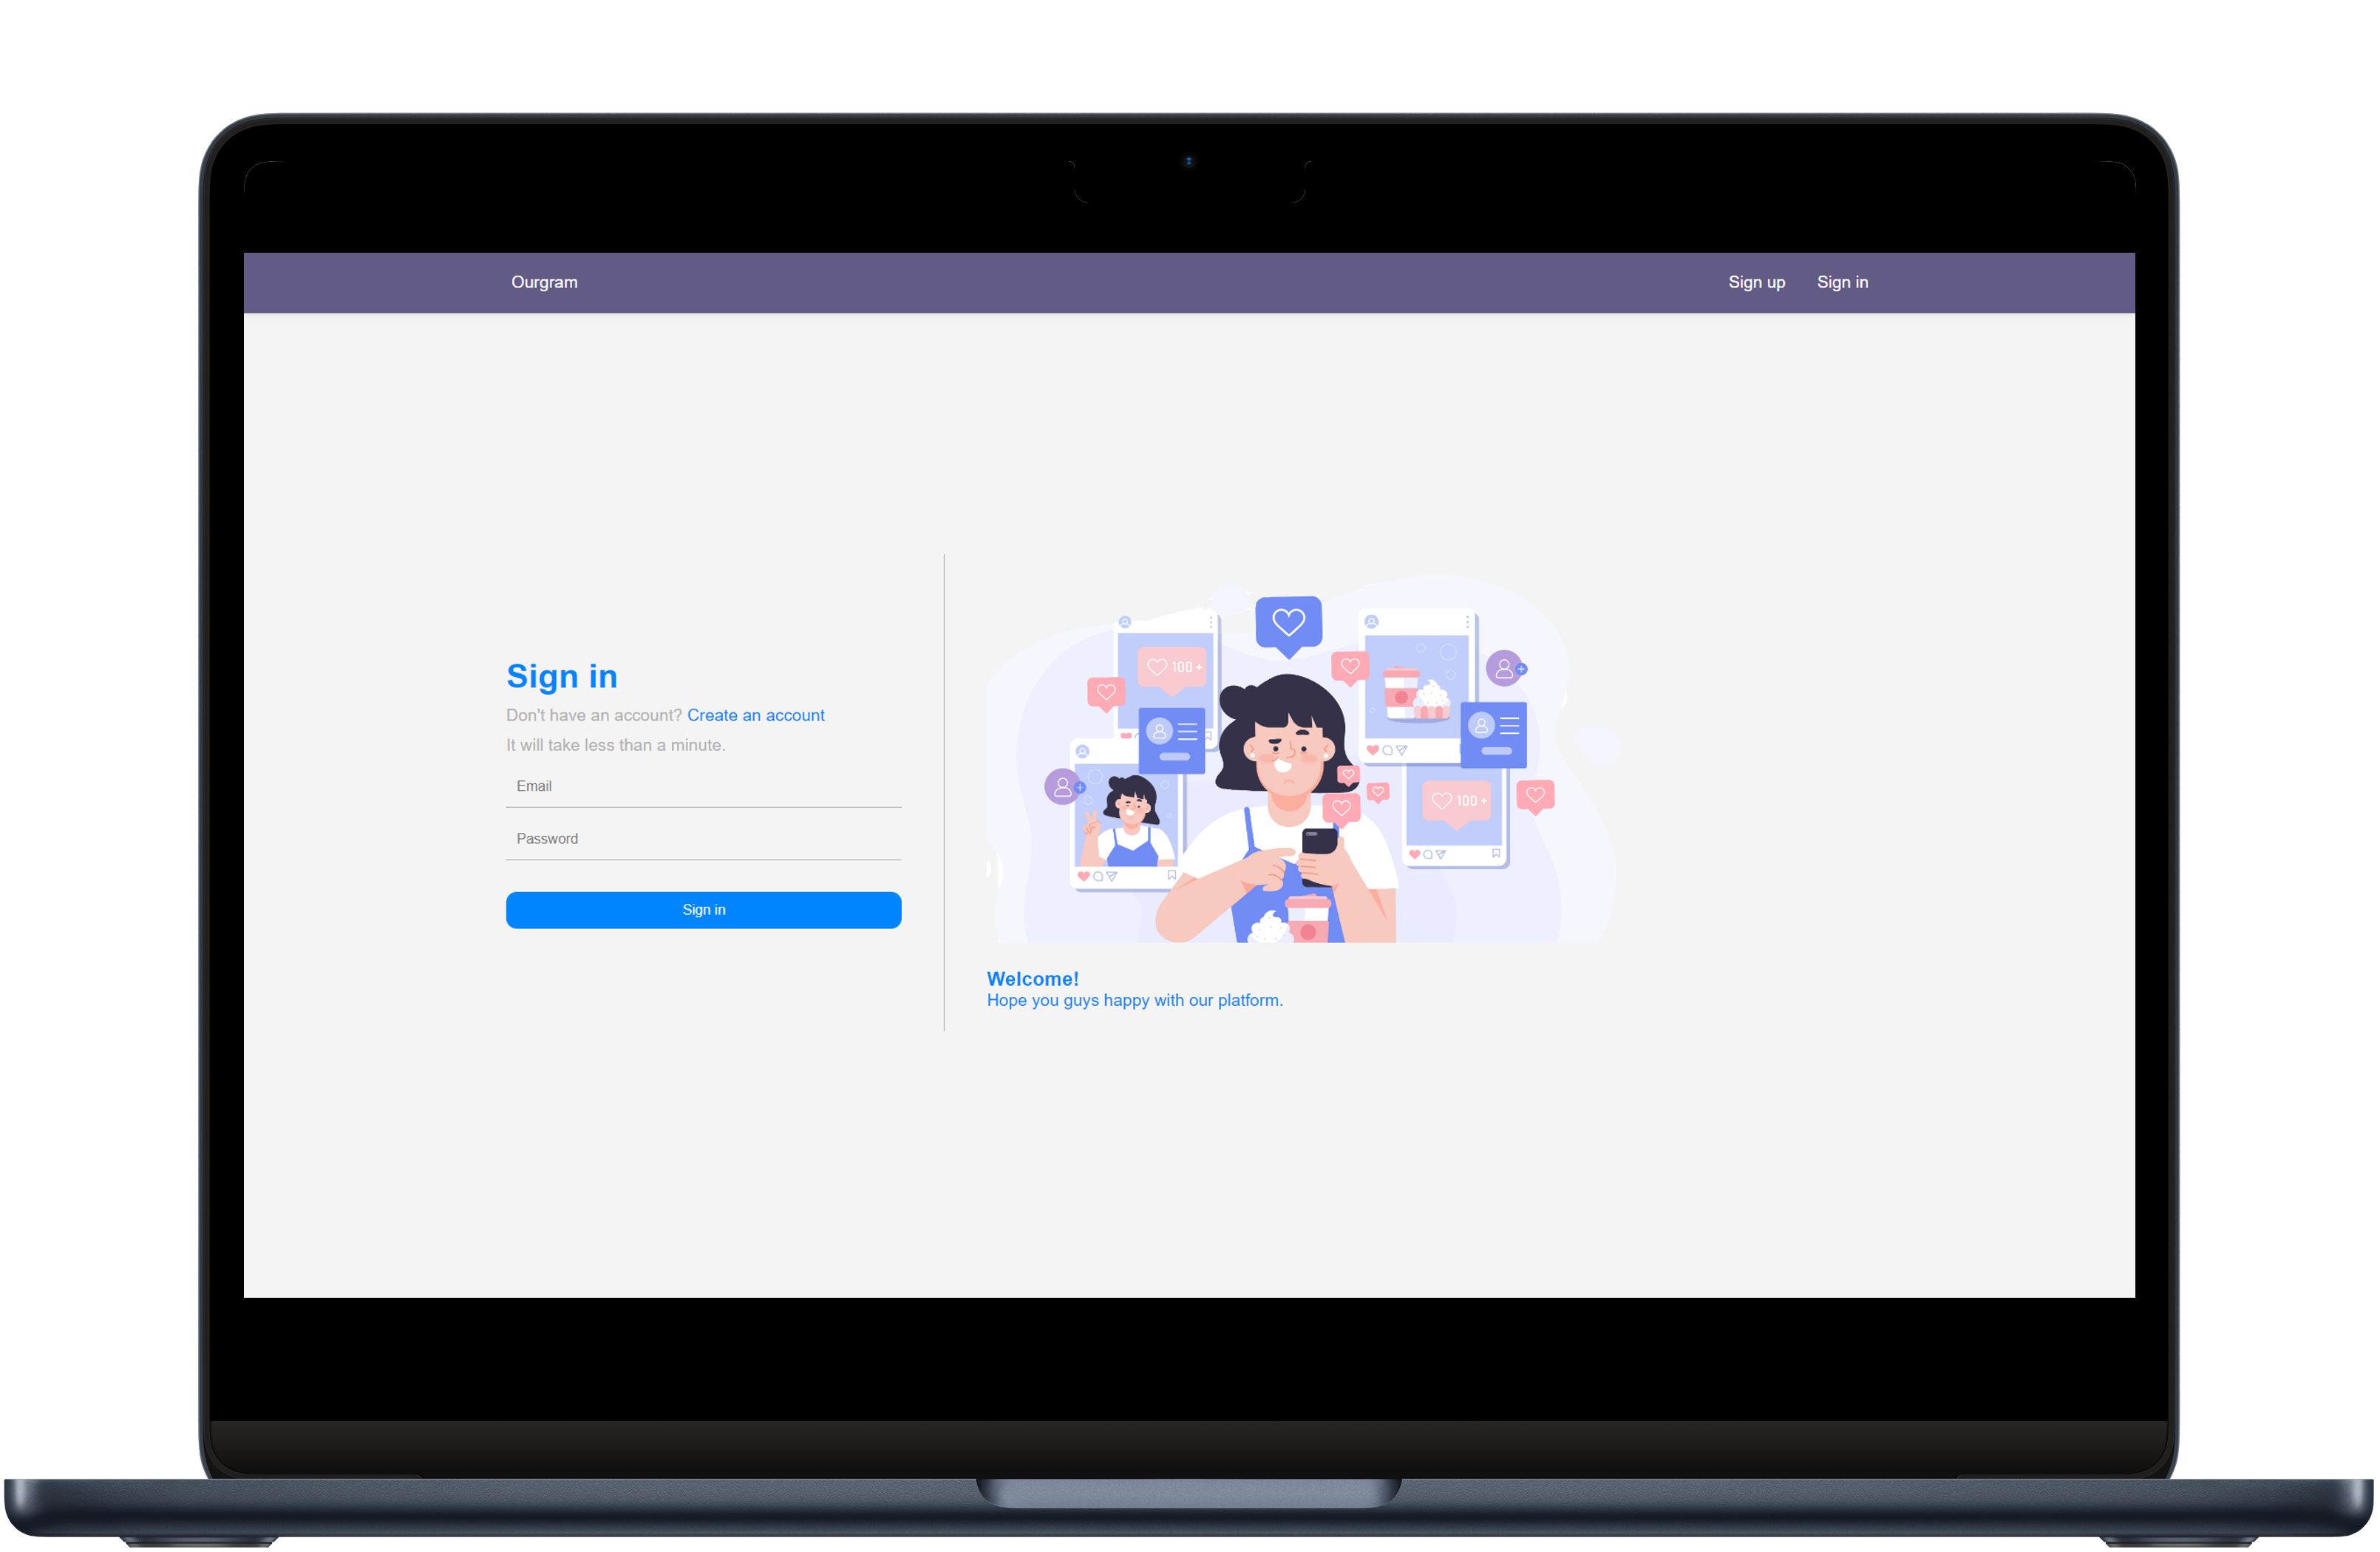 Ourgram
Sign up
Sign in
Sign in
Don't have an account? Create an account
It will take less than a minute.
Email
Password
Sign in
100 +
100 +
Welcome!
Hope you guys happy with our platform.